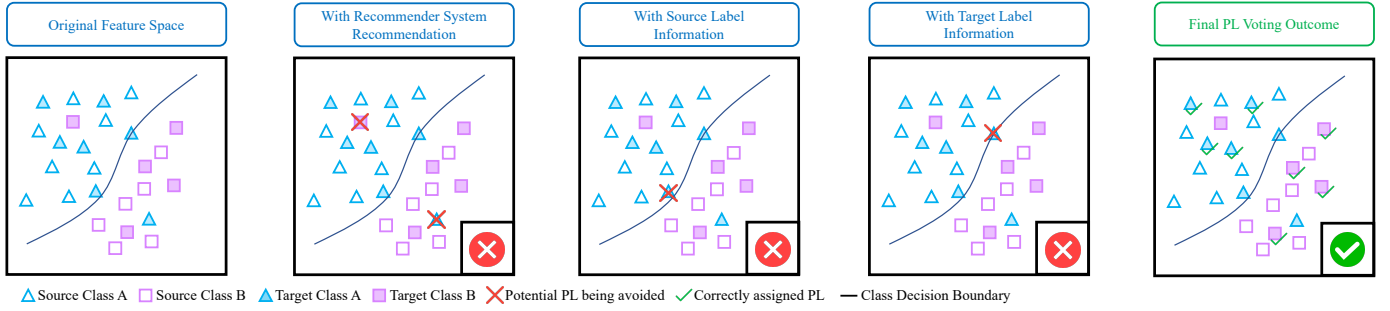 Original Feature Space
With Recommender System
Recommendation
With Source Label
Information
With Target Label
Information
Final PL Voting Outcome
Source Class A
Source Class B
Target Class A
Target Class B
Potential PL being avoided
Correctly assigned PL
Class Decision Boundary